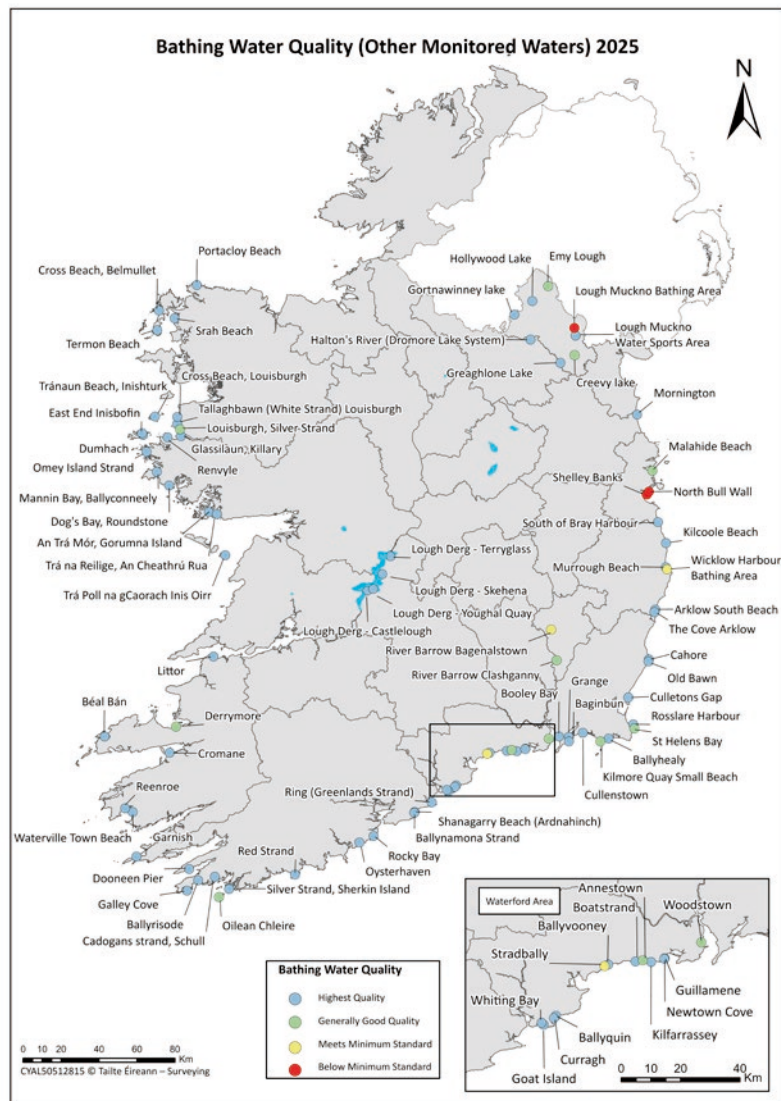 Bathing Water Quality (Other Monitored Waters) 2025
N
Portacloy Beach
Cross Beach, Belmullet
Srah Beach
Termon Beach
Hollywood Lake
Emy Lough
Gortnawinney lake
Lough Muckno Bathing Area
Lough Muckno
Water Sports Area
Halton's River (Dromore Lake System)
Greaghlone Lake
Creevy lake
Mornington
Cross Beach, Louisburgh
Tránaun Beach, Inishturk
Tallaghbawn (White Strand) Louisburgh
East End Inisbofin
Louisburgh, Silver Strand
Dumhach
Glassilaun, Killary
Renvyle
Omey Island Strand
Mannin Bay, Ballyconneely
Dog's Bay, Roundstone
An Trá Mór, Gorumna Island
Trá na Reilige, An Cheathrú Rua
Trá Poll na gCaorach Inis Oirr
Malahide Beach
Shelley Banks
North Bull Wall
South of Bray Harbour
Kilcoole Beach
Murrough Beach
Wicklow Harbour
Bathing Area
Lough Derg - Terryglass
Lough Derg - Skehena
Lough Derg - Youghal Quay
Lough Derg - Castlelough
Arklow South Beach
The Cove Arklow
River Barrow Bagenalstown
River Barrow Clashganny
Cahore
Old Bawn
Littor
Booley Bay
Grange
Baginbun
Culletons Gap
Rosslare Harbour
St Helens Bay
Ballyhealy
Kilmore Quay Small Beach
Cullenstown
Béal Bán
Derrymore
Cromane
Reenroe
Waterville Town Beach
Garnish
Ring (Greenlands Strand)
Shanagarry Beach (Ardnahinch)
Ballynamona Strand
Rocky Bay
Oysterhaven
Red Strand
Dooneen Pier
Galley Cove
Silver Strand, Sherkin Island
Ballyrisode
Cadogans strand, Schull
Oilean Chleire
Waterford Area
Annestown
Boatstrand
Woodstown
Ballyvooney
Stradbally
Guillamene
Newtown Cove
Whiting Bay
Kilfarrassey
Ballyquin
Curragh
Goat Island
0 10 20 40
Km
Bathing Water Quality
Highest Quality
Generally Good Quality
Meets Minimum Standard
Below Minimum Standard
0 20 40 60 80
Km
CYAL50512815 © Tailte Éireann – Surveying